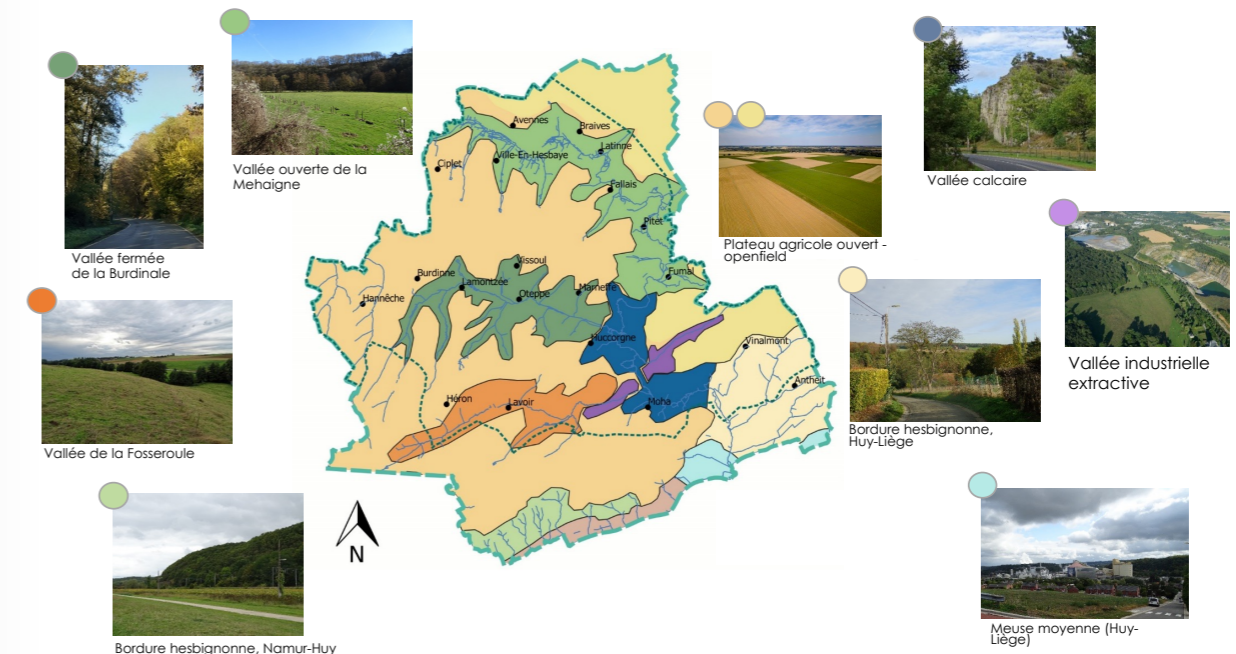 Vallée ouverte de la
Mehaigne
Vallée fermée
de la Burdinale
Vallée de la Fosseroule
Bordure hesbignonne, Namur-Huy
Avennes
Braives
Latinne
Ciplet
Ville-En-Hesbaye
Fallais
Pitet
Fumal
Vissoul
Burdinne
Lamontzée
Hannêche
Oteppe
Marneffe
Huccorgne
Vinalmont
Antheit
Héron
Lavoir
Moha
N
Plateau agricole ouvert -
openfield
Vallée calcaire
Vallée industrielle
extractive
Bordure hesbignonne,
Huy-Liège
Meuse moyenne (Huy-
Liège)